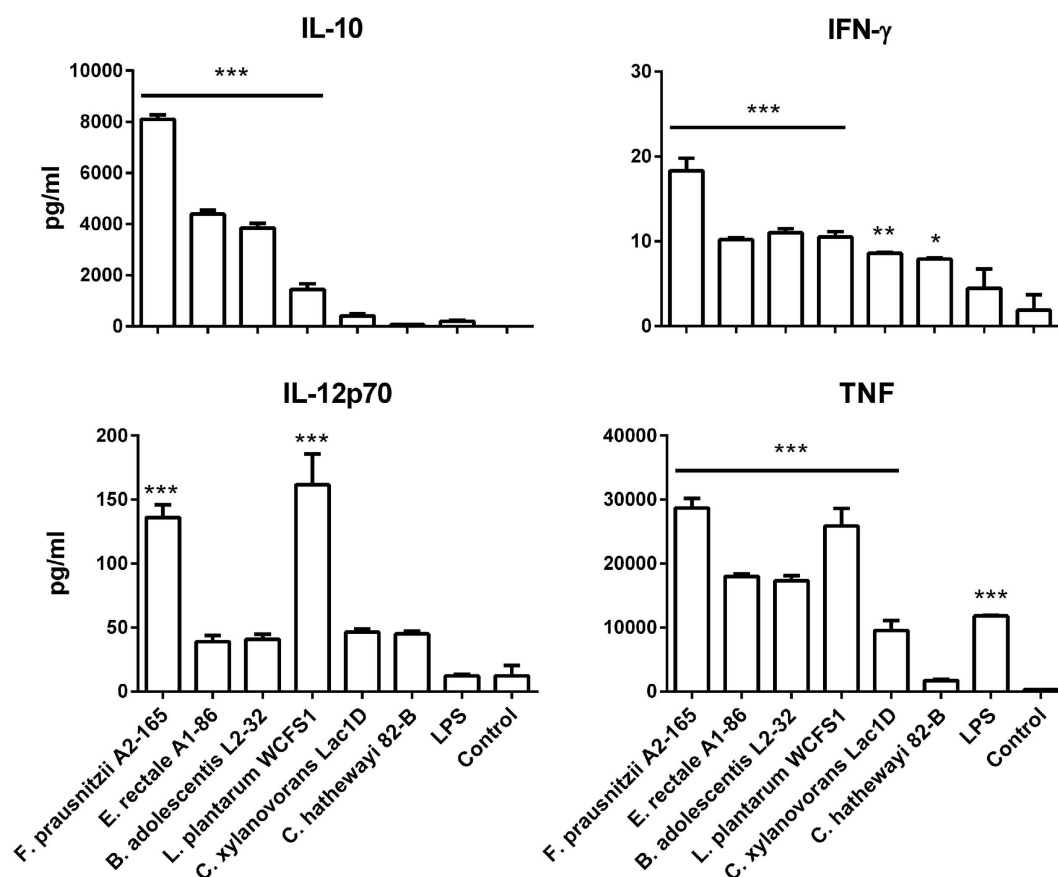 IL-10
pg/ml
10000
8000
6000
4000
2000
0
***
IFN-γ
30
20
10
0
***
**
*
IL-12p70
pg/ml
200
150
100
50
0
***
***
F. prausnitzii A2-165
E. rectale A1-86
B. adolescentis L2-32
L. plantarum WCFS1
C. xylanovorans Lac1D
C. hathewayi 82-B
LPS
Control
TNF
40000
30000
20000
10000
0
***
***
F. prausnitzii A2-165
E. rectale A1-86
B. adolescentis L2-32
L. plantarum WCFS1
C. xylanovorans Lac1D
C. hathewayi 82-B
LPS
Control